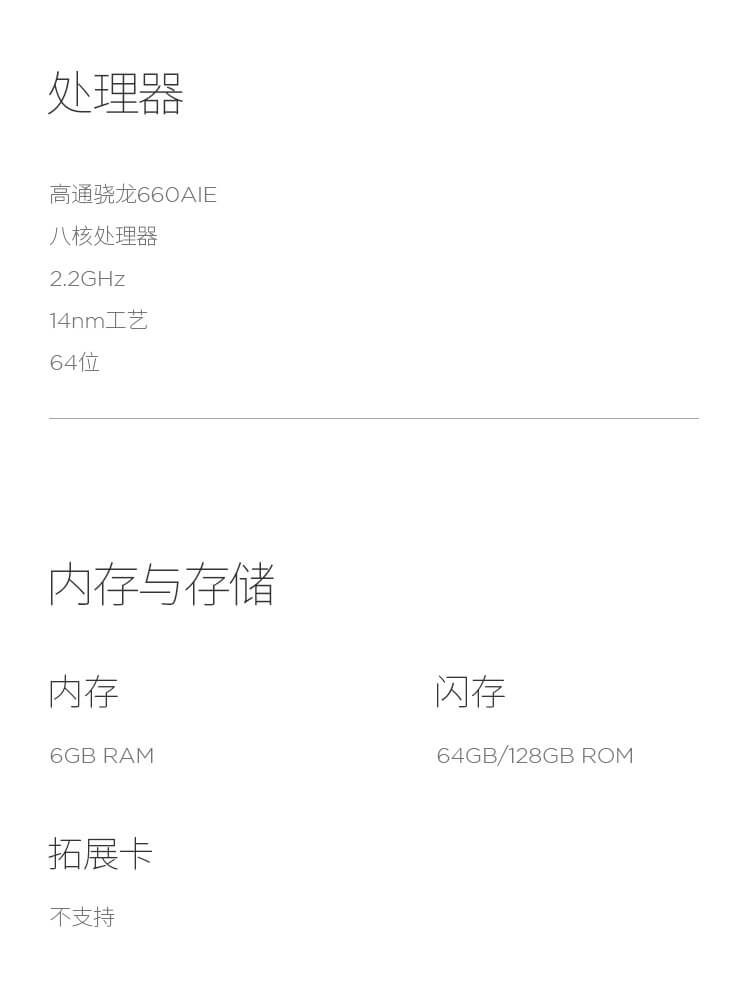 处理器
高通骁龙660AIE
八核处理器
2.2GHz
14nm工艺
64位
内存与存储
内存
6GB RAM
闪存
64GB/128GB ROM
拓展卡
不支持